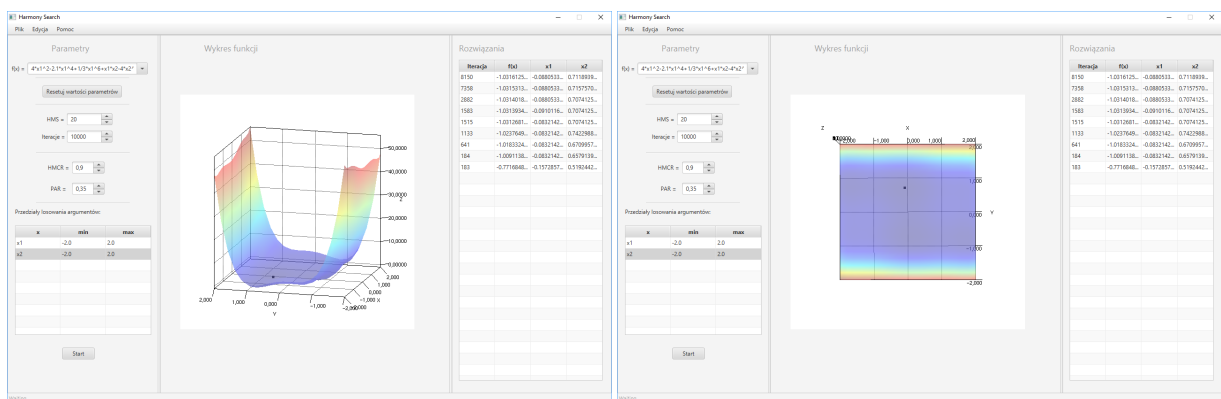 Harmony Search
Plik Edycja Pomoc
Parametry
f(x) = 4*x1^2-2.1*x1^4+1/3*x1^6+x1*x2-4*x2^
Resetuj wartości parametrów
HMS = 20
Iteracje = 10000
HMCR = 0,9
PAR = 0,35
Przedziały losowania argumentów:
x min max
x1 -2.0 2.0
x2 -2.0 2.0
Start
Wykres funkcji
50,0000
40,0000
30,0000
Z
20,0000
10,0000
0,00000
2,000
1,000
0,000
-1,000 X
-2,000
2,000 1,000 0,000 -1,000
Y
Rozwiązania
Iteracja f(x) x1 x2
8150 -1.0316125... -0.0880533... 0.7118939...
7358 -1.0315313... -0.0880533... 0.7157570...
2882 -1.0314018... -0.0880533... 0.7074125...
1583 -1.0313934... -0.0910116... 0.7074125...
1515 -1.0312681... -0.0832142... 0.7074125...
1133 -1.0237649... -0.0832142... 0.7422988...
641 -1.0183324... -0.0832142... 0.6709957...
184 -1.0091138... -0.0832142... 0.6579139...
183 -0.7716848... -0.1572857... 0.5192442...
Harmony Search
Plik Edycja Pomoc
Parametry
f(x) = 4*x1^2-2.1*x1^4+1/3*x1^6+x1*x2-4*x2^
Resetuj wartości parametrów
HMS = 20
Iteracje = 10000
HMCR = 0,9
PAR = 0,35
Przedziały losowania argumentów:
x min max
x1 -2.0 2.0
x2 -2.0 2.0
Start
Wykres funkcji
Z X
-1,000 0,000 1,000 2,000
2,000
1,000
0,000 Y
-1,000
-2,000
Rozwiązania
Iteracja f(x) x1 x2
8150 -1.0316125... -0.0880533... 0.7118939...
7358 -1.0315313... -0.0880533... 0.7157570...
2882 -1.0314018... -0.0880533... 0.7074125...
1583 -1.0313934... -0.0910116... 0.7074125...
1515 -1.0312681... -0.0832142... 0.7074125...
1133 -1.0237649... -0.0832142... 0.7422988...
641 -1.0183324... -0.0832142... 0.6709957...
184 -1.0091138... -0.0832142... 0.6579139...
183 -0.7716848... -0.1572857... 0.5192442...